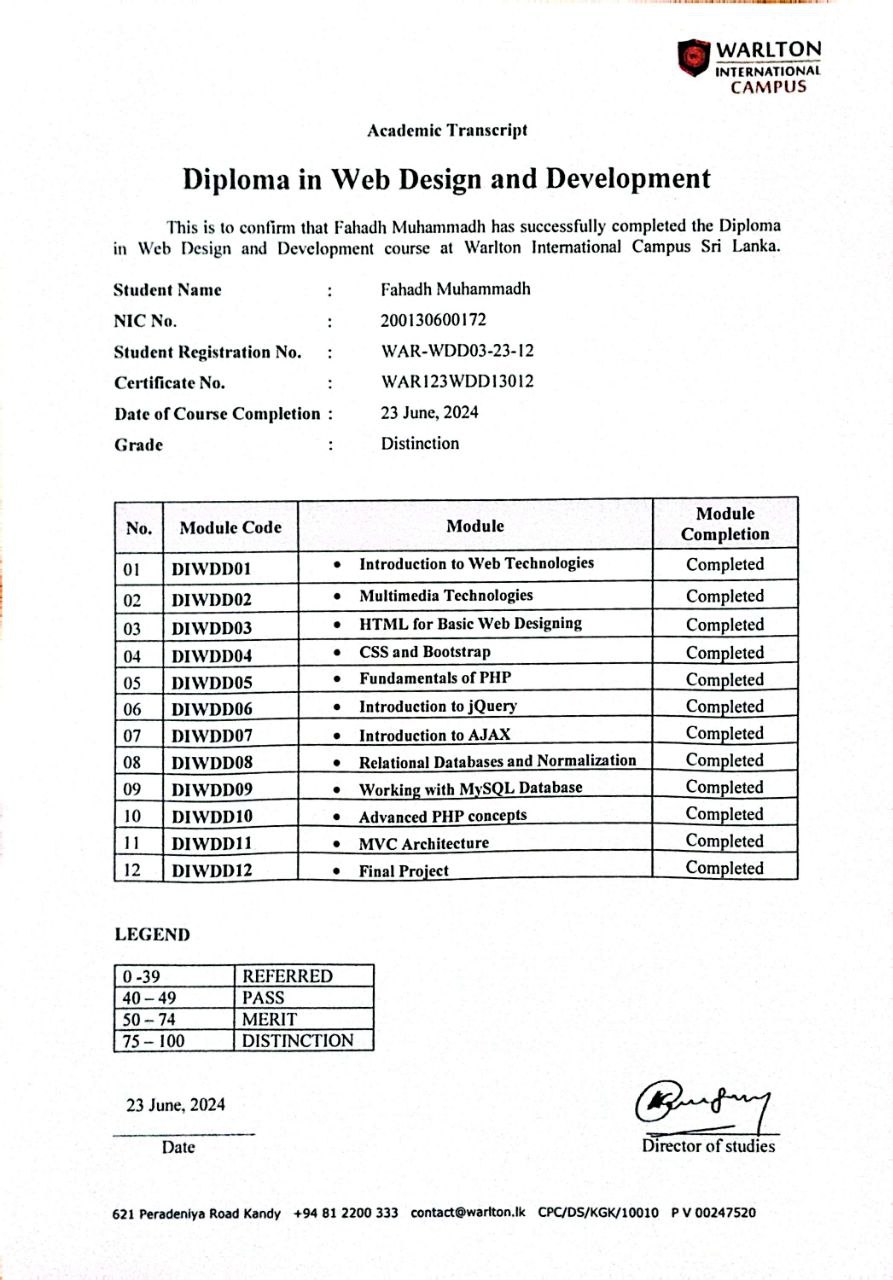 WARLTON
INTERNATIONAL
CAMPUS
Academic Transcript
Diploma in Web Design and Development
This is to confirm that Fahadh Muhammadh has successfully completed the Diploma
in Web Design and Development course at Warlton International Campus Sri Lanka.
Student Name : Fahadh Muhammadh
NIC No. : 200130600172
Student Registration No. : WAR-WDD03-23-12
Certificate No. : WAR123WDD13012
Date of Course Completion : 23 June, 2024
Grade : Distinction
No. Module Code Module Module Completion
01 DIWDD01 • Introduction to Web Technologies Completed
02 DIWDD02 • Multimedia Technologies Completed
03 DIWDD03 • HTML for Basic Web Designing Completed
04 DIWDD04 • CSS and Bootstrap Completed
05 DIWDD05 • Fundamentals of PHP Completed
06 DIWDD06 • Introduction to jQuery Completed
07 DIWDD07 • Introduction to AJAX Completed
08 DIWDD08 • Relational Databases and Normalization Completed
09 DIWDD09 • Working with MySQL Database Completed
10 DIWDD10 • Advanced PHP concepts Completed
11 DIWDD11 • MVC Architecture Completed
12 DIWDD12 • Final Project Completed
LEGEND
0 -39 REFERRED
40 – 49 PASS
50 – 74 MERIT
75 – 100 DISTINCTION
23 June, 2024
Date
Director of studies
621 Peradeniya Road Kandy +94 81 2200 333 contact@warlton.lk CPC/DS/KGK/10010 P V 00247520